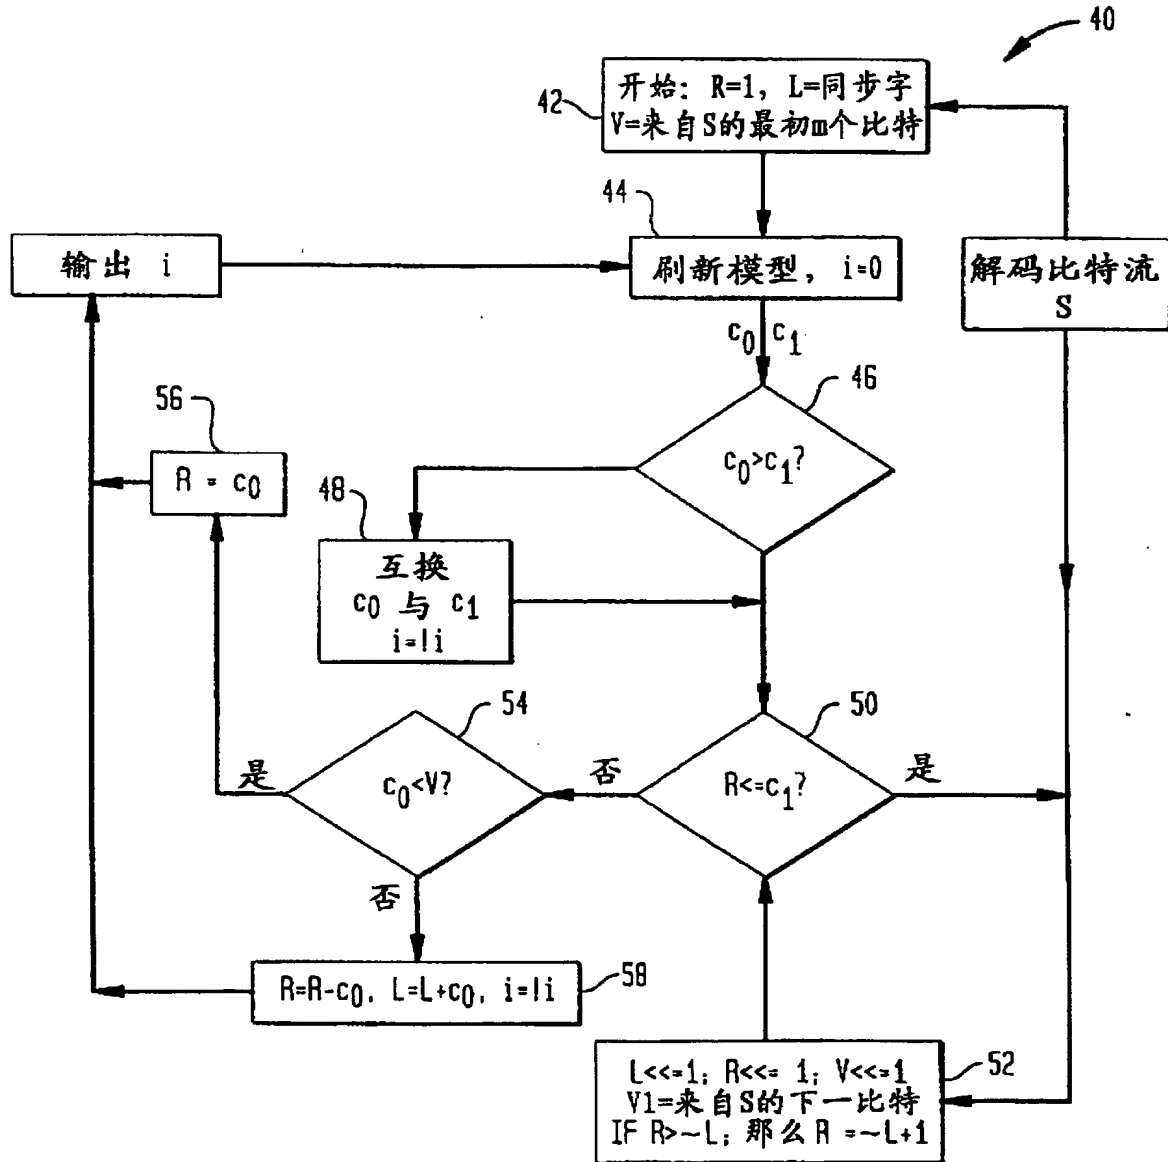 40
开始: R=1, L=同步字
V=来自S的最初m个比特
42
44
输出 i
刷新模型, i=0
解码比特流
S
c0 c1
46
56
c0>c1?
R = c0
48
互换
c0 与 c1
i=!i
54
50
是
c0<V?
否
R<=c1?
是
否
R=R-c0, L=L+c0, i=!i
58
L<<=1; R<<= 1; V<<=1
V1=来自S的下一比特
IF R>~L; 那么R =~L+1
52